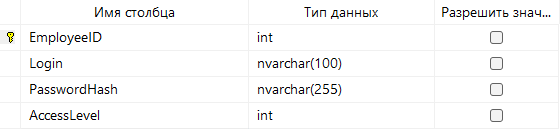 Имя столбца Тип данных Разрешить знач...
EmployeeID int
Login nvarchar(100)
PasswordHash nvarchar(255)
AccessLevel int